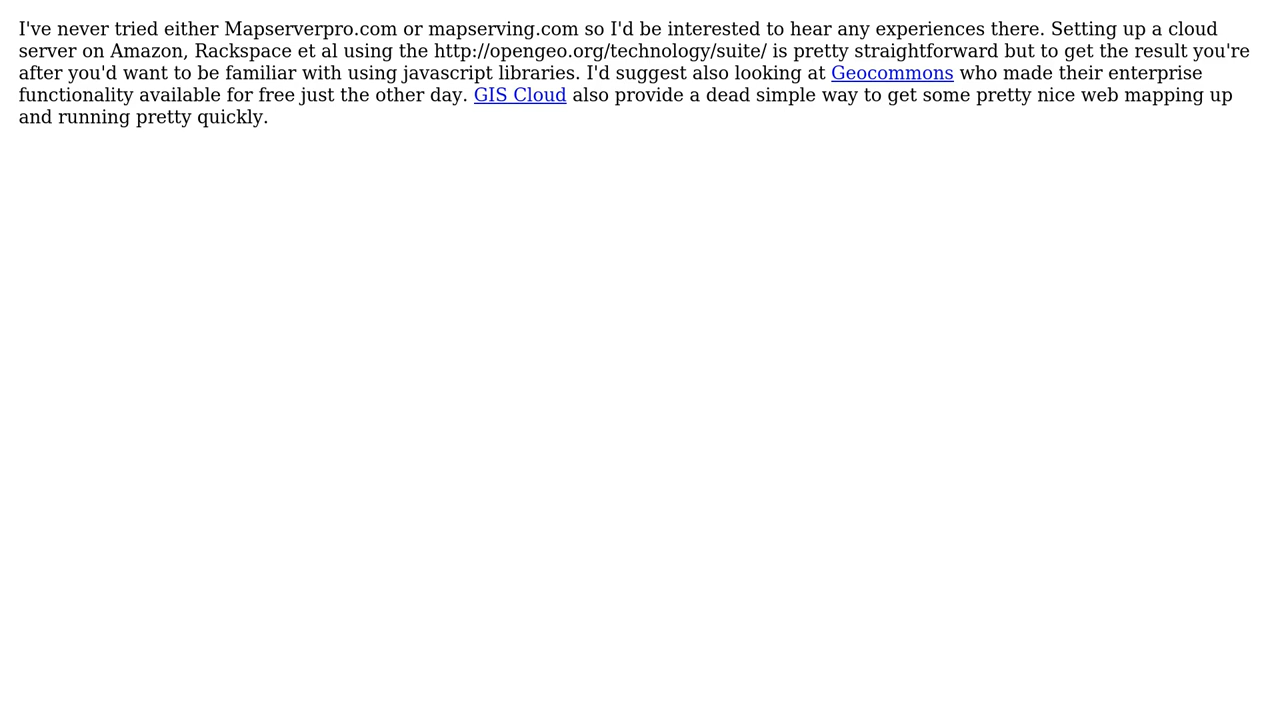 I've never tried either Mapserverpro.com or mapserving.com so I'd be interested to hear any experiences there. Setting up a cloud
server on Amazon, Rackspace et al using the http://opengeo.org/technology/suite/ is pretty straightforward but to get the result you're
after you'd want to be familiar with using javascript libraries. I'd suggest also looking at Geocommons who made their enterprise
functionality available for free just the other day. GIS Cloud also provide a dead simple way to get some pretty nice web mapping up
and running pretty quickly.